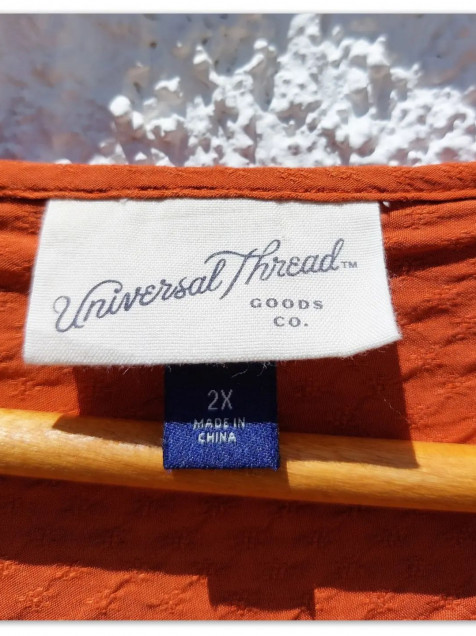 Universal Thread™
GOODS
CO.
2X
MADE IN
CHINA